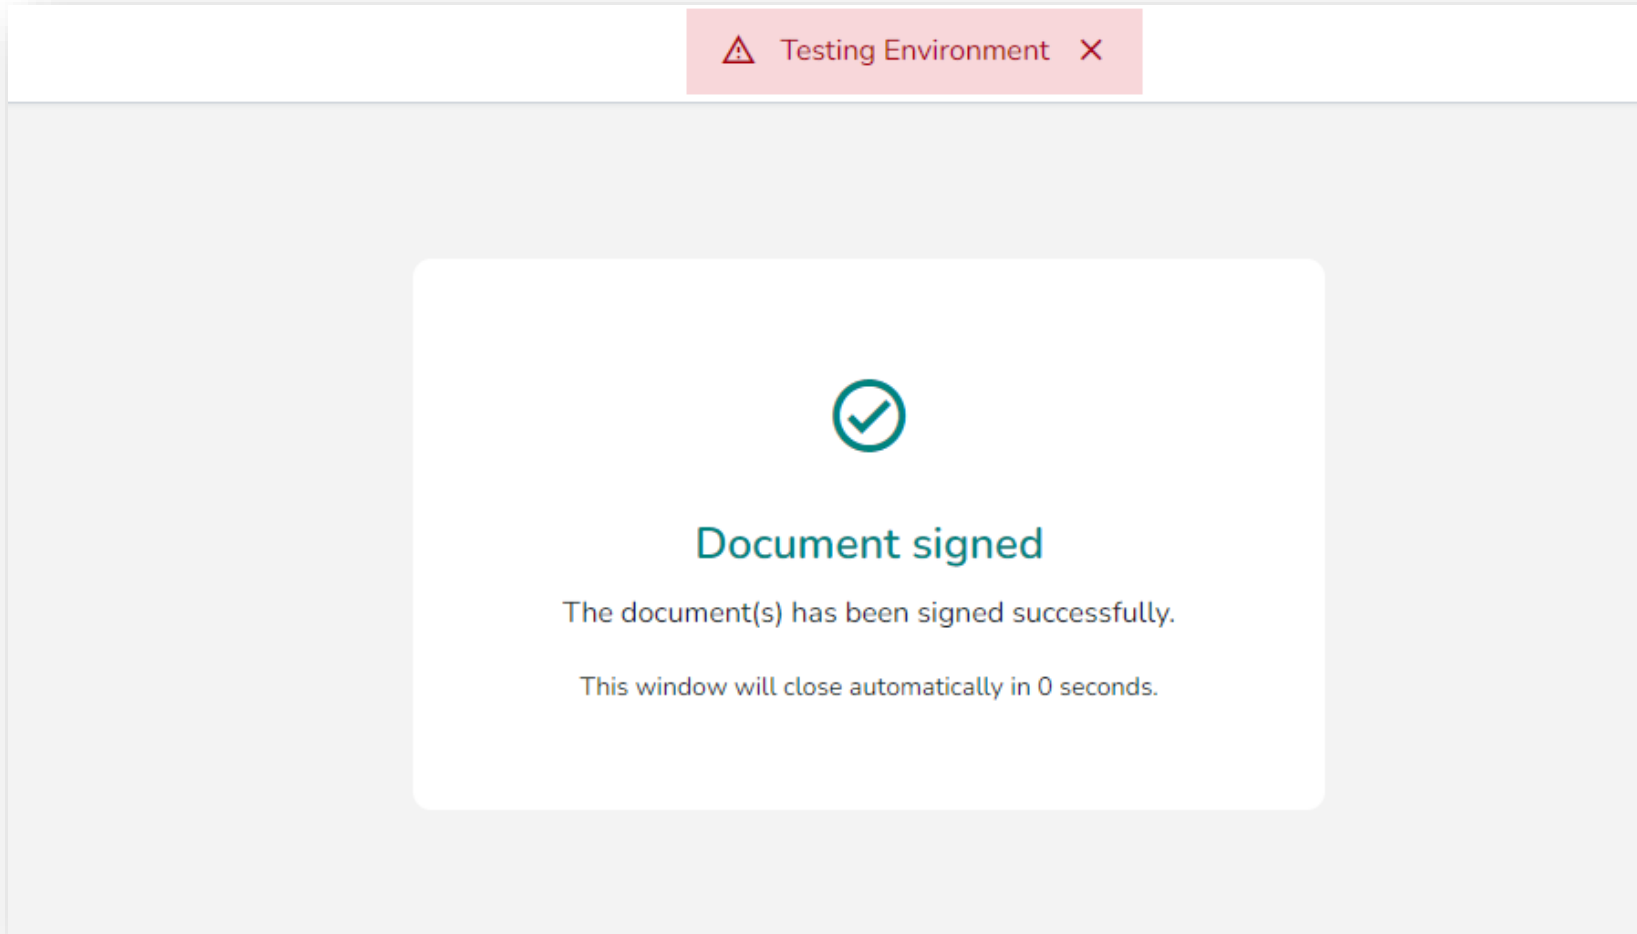 Testing Environment
Document signed
The document(s) has been signed successfully.
This window will close automatically in 0 seconds.